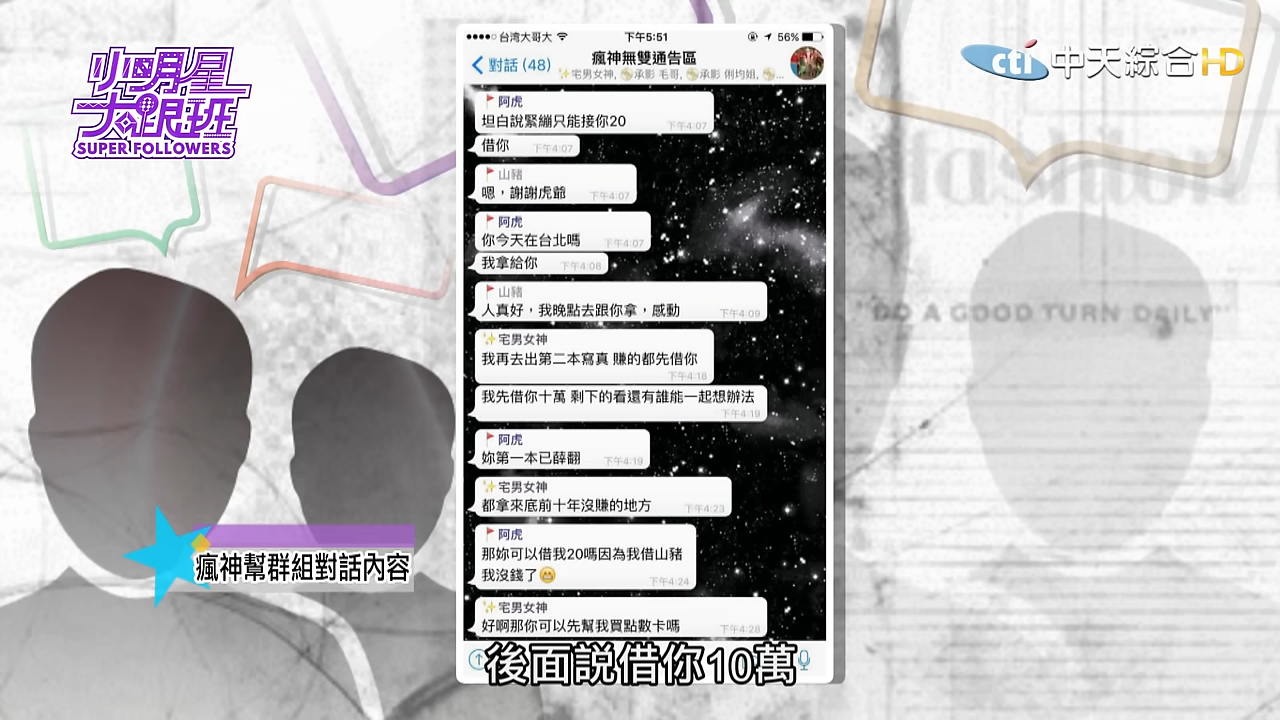 小明星
大跟班
SUPER FOLLOWERS
cti 中天綜合HD
台湾大哥大
下午5:51
56%
對話 (48)
瘋神無雙通告區
宅男女神, 承影 毛哥, 承影 俐均姐, ...
阿虎
坦白說緊繃只能接你20
下午4:07
借你
下午4:07
山豬
嗯，謝謝虎爺
下午4:07
阿虎
你今天在台北嗎
下午4:07
我拿給你
下午4:08
山豬
人真好，我晚點去跟你拿，感動
下午4:09
宅男女神
我再去出第二本寫真 賺的都先借你
下午4:18
我先借你十萬 剩下的看還有誰能一起想辦法
下午4:19
阿虎
妳第一本已薛翻
下午4:19
宅男女神
都拿來底前十年沒賺的地方
下午4:23
阿虎
那妳可以借我20嗎因為我借山豬
我沒錢了😁
下午4:24
宅男女神
好啊那你可以先幫我買點數卡嗎
下午4:28
"DO A GOOD TURN DAILY"
瘋神幫群組對話內容
後面説借你10萬